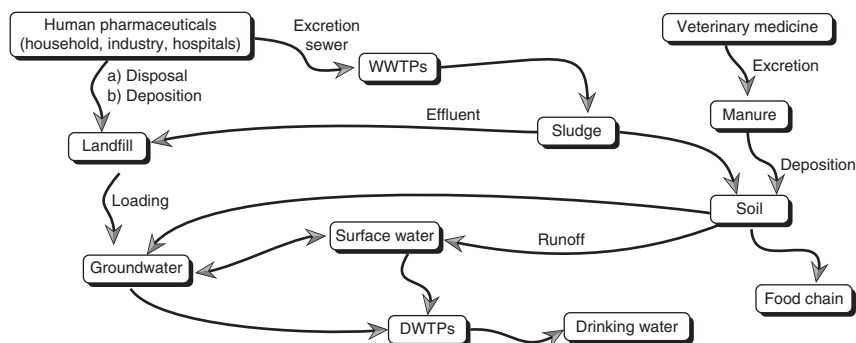 Human pharmaceuticals
(household, industry, hospitals)
Excretion
sewer
Veterinary medicine
WWTPs
Excretion
a) Disposal
b) Deposition
Manure
Effluent
Sludge
Landfill
Deposition
Loading
Soil
Surface water
Runoff
Groundwater
Food chain
DWTPs
Drinking water